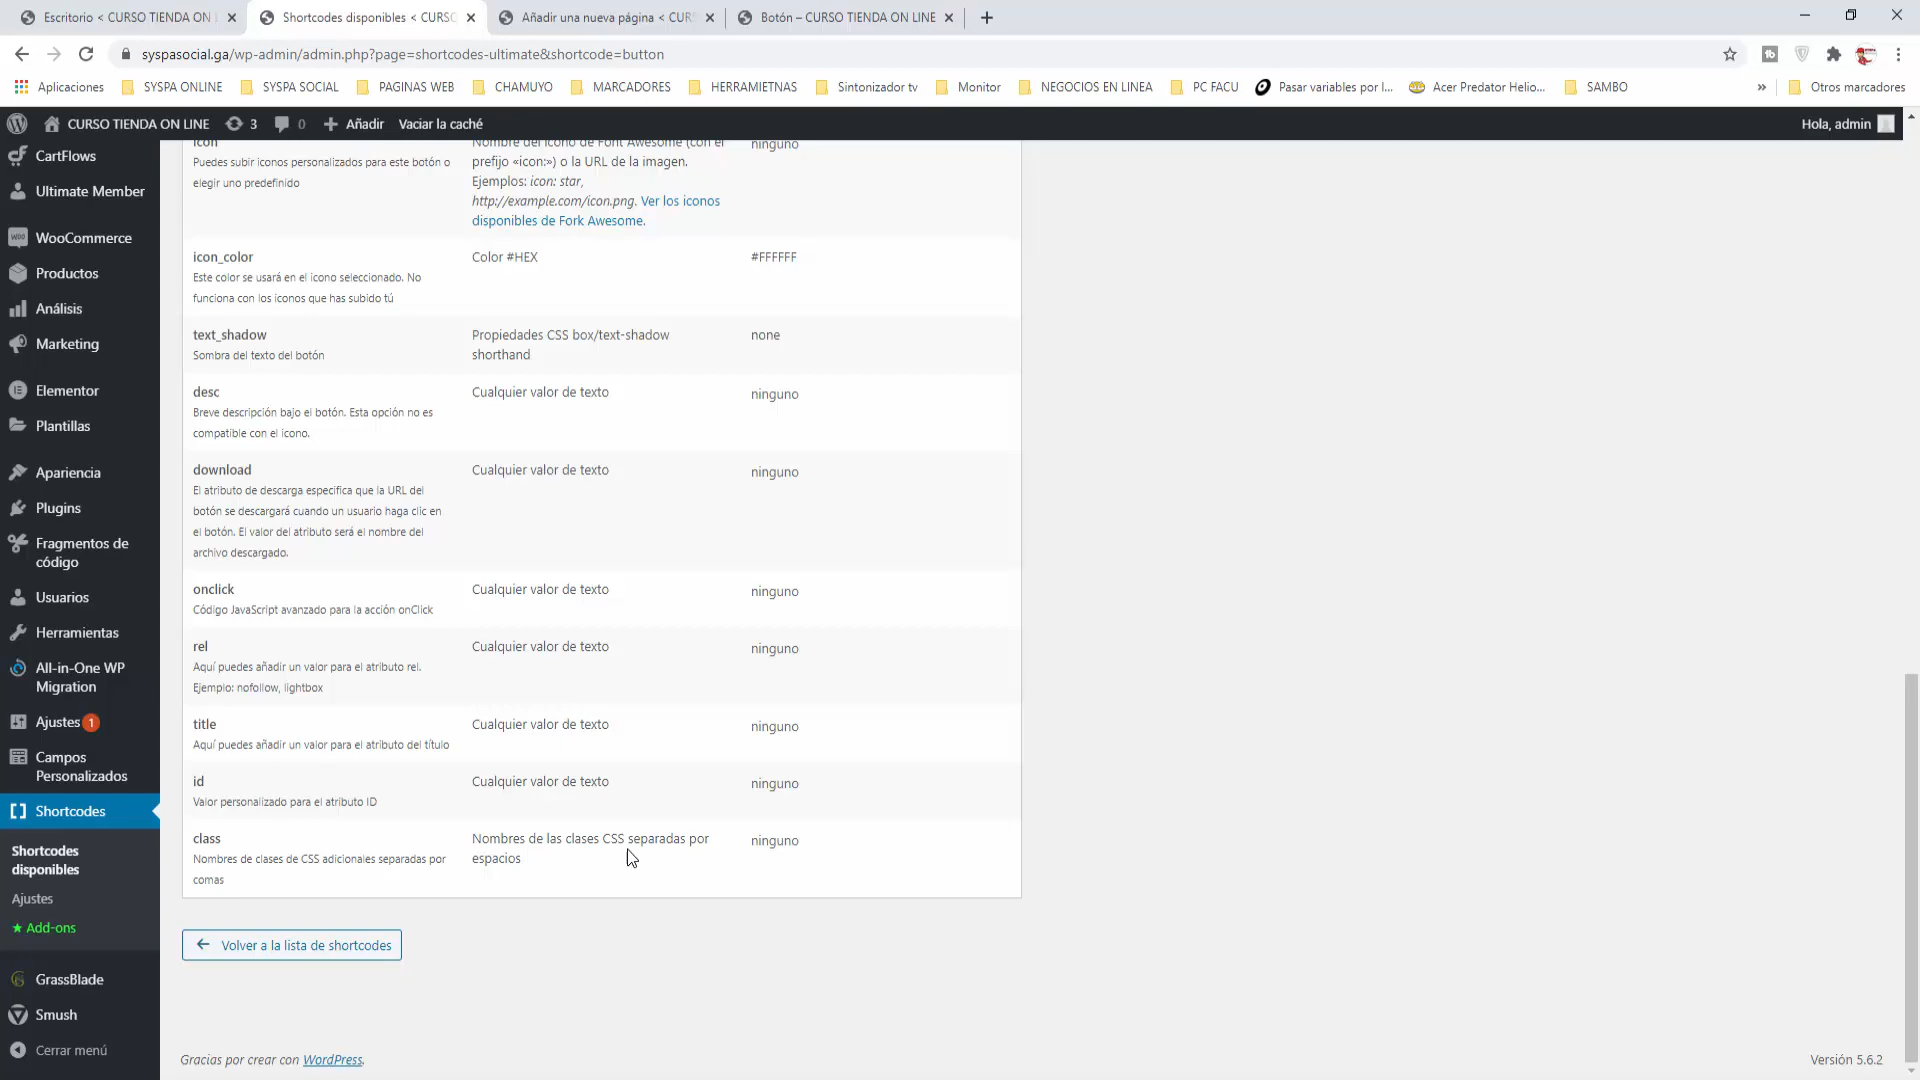 Escritorio < CURSO TIENDA ON
Shortcodes disponibles < CURSO
Añadir una nueva página < CUR
Botón – CURSO TIENDA ON LINE
syspasocial.ga/wp-admin/admin.php?page=shortcodes-ultimate&shortcode=button
Aplicaciones
SYSPA ONLINE
SYSPA SOCIAL
PAGINAS WEB
CHAMUYO
MARCADORES
HERRAMIETNAS
Sintonizador tv
Monitor
NEGOCIOS EN LINEA
PC FACU
Pasar variables por l...
Acer Predator Helio...
SAMBO
»
Otros marcadores
CURSO TIENDA ON LINE
3
0
Añadir
Vaciar la caché
Hola, admin
CartFlows
Ultimate Member
WooCommerce
Productos
Análisis
Marketing
Elementor
Plantillas
Apariencia
Plugins
Fragmentos de
código
Usuarios
Herramientas
All-in-One WP
Migration
Ajustes 1
Campos
Personalizados
Shortcodes
Shortcodes
disponibles
Ajustes
★ Add-ons
GrassBlade
Smush
Cerrar menú
icon
Puedes subir iconos personalizados para este botón o
elegir uno predefinido
Nombre del icono de Font Awesome (con el
prefijo «icon:») o la URL de la imagen.
Ejemplos: icon: star,
http://example.com/icon.png. Ver los iconos
disponibles de Fork Awesome.
ninguno
icon_color
Este color se usará en el icono seleccionado. No
funciona con los iconos que has subido tú
Color #HEX
#FFFFFF
text_shadow
Sombra del texto del botón
Propiedades CSS box/text-shadow
shorthand
none
desc
Breve descripción bajo el botón. Esta opción no es
compatible con el icono.
Cualquier valor de texto
ninguno
download
El atributo de descarga especifica que la URL del
botón se descargará cuando un usuario haga clic en
el botón. El valor del atributo será el nombre del
archivo descargado.
Cualquier valor de texto
ninguno
onclick
Código JavaScript avanzado para la acción onClick
Cualquier valor de texto
ninguno
rel
Aquí puedes añadir un valor para el atributo rel.
Ejemplo: nofollow, lightbox
Cualquier valor de texto
ninguno
title
Aquí puedes añadir un valor para el atributo del título
Cualquier valor de texto
ninguno
id
Valor personalizado para el atributo ID
Cualquier valor de texto
ninguno
class
Nombres de clases de CSS adicionales separadas por
comas
Nombres de las clases CSS separadas por
espacios
ninguno
← Volver a la lista de shortcodes
Gracias por crear con WordPress.
Versión 5.6.2